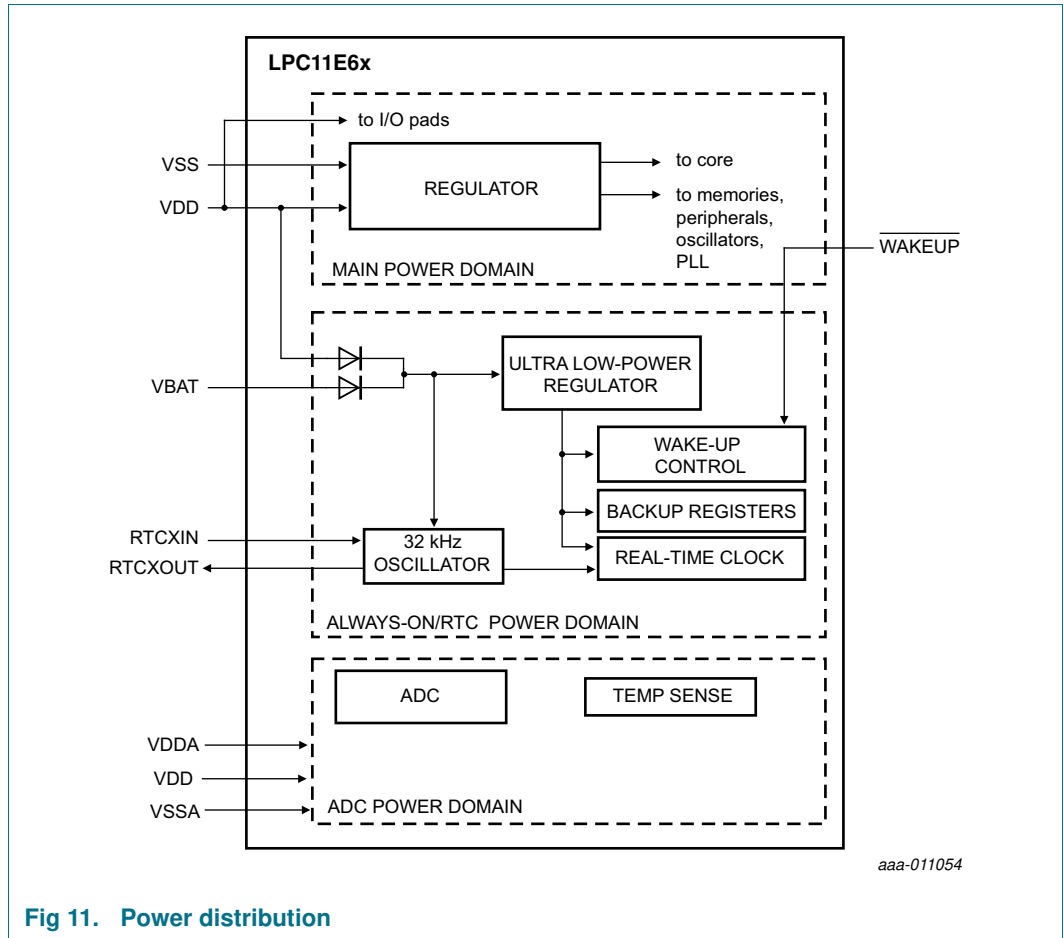 LPC11E6x
to I/O pads
VSS
VDD
REGULATOR
to core
to memories,
peripherals,
oscillators,
PLL
WAKEUP
MAIN POWER DOMAIN
VBAT
ULTRA LOW-POWER
REGULATOR
WAKE-UP
CONTROL
BACKUP REGISTERS
REAL-TIME CLOCK
RTCXIN
RTCXOUT
32 kHz
OSCILLATOR
ALWAYS-ON/RTC POWER DOMAIN
ADC
TEMP SENSE
VDDA
VDD
VSSA
ADC POWER DOMAIN
aaa-011054
Fig 11. Power distribution